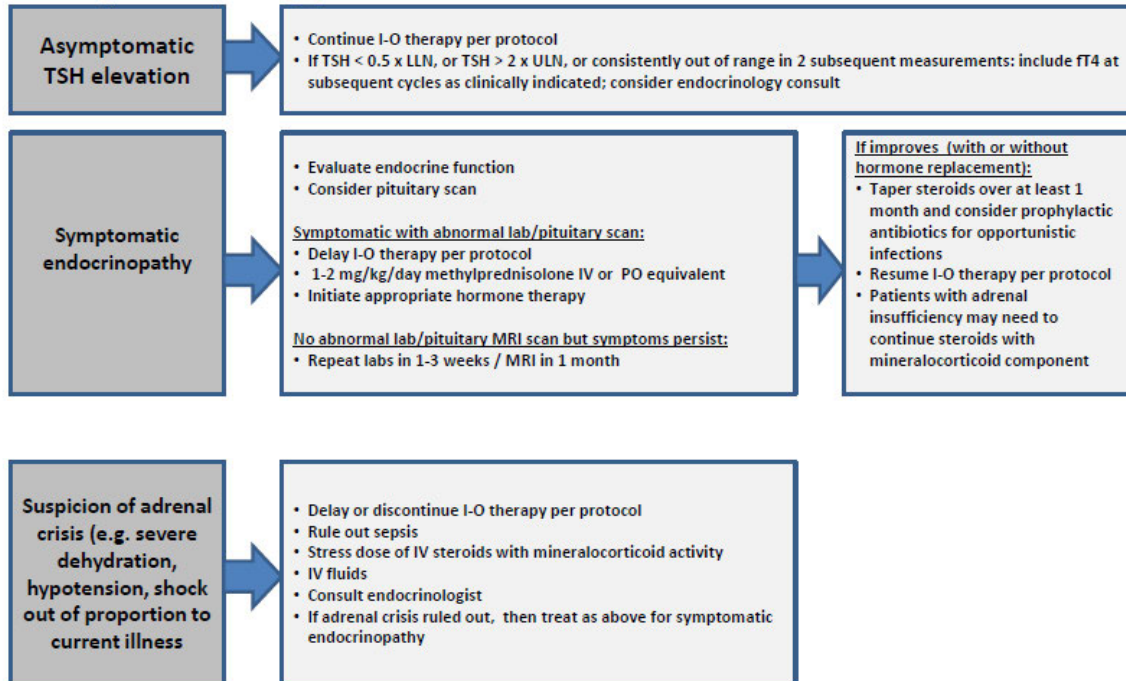 Asymptomatic
TSH elevation
• Continue I-O therapy per protocol
• If TSH < 0.5 x LLN, or TSH > 2 x ULN, or consistently out of range in 2 subsequent measurements: include fT4 at
subsequent cycles as clinically indicated; consider endocrinology consult
Symptomatic
endocrinopathy
• Evaluate endocrine function
• Consider pituitary scan
Symptomatic with abnormal lab/pituitary scan:
• Delay I-O therapy per protocol
• 1-2 mg/kg/day methylprednisolone IV or PO equivalent
• Initiate appropriate hormone therapy
No abnormal lab/pituitary MRI scan but symptoms persist:
• Repeat labs in 1-3 weeks / MRI in 1 month
If improves (with or without
hormone replacement):
• Taper steroids over at least 1
month and consider prophylactic
antibiotics for opportunistic
infections
• Resume I-O therapy per protocol
• Patients with adrenal
insufficiency may need to
continue steroids with
mineralocorticoid component
Suspicion of adrenal
crisis (e.g. severe
dehydration,
hypotension, shock
out of proportion to
current illness
• Delay or discontinue I-O therapy per protocol
• Rule out sepsis
• Stress dose of IV steroids with mineralocorticoid activity
• IV fluids
• Consult endocrinologist
• If adrenal crisis ruled out, then treat as above for symptomatic
endocrinopathy